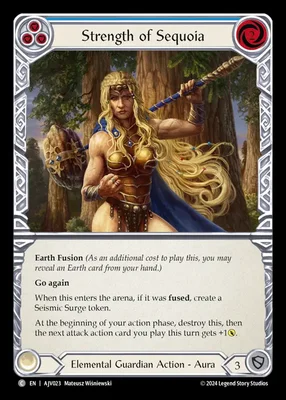 Strength of Sequoia
Earth Fusion (As an additional cost to play this, you may
reveal an Earth card from your hand.)
Go again
When this enters the arena, if it was fused, create a
Seismic Surge token.
At the beginning of your action phase, destroy this, then
the next attack action card you play this turn gets +1.
Elemental Guardian Action - Aura
3
C EN | AJV023 Mateusz Wiśniewski
© 2024 Legend Story Studios